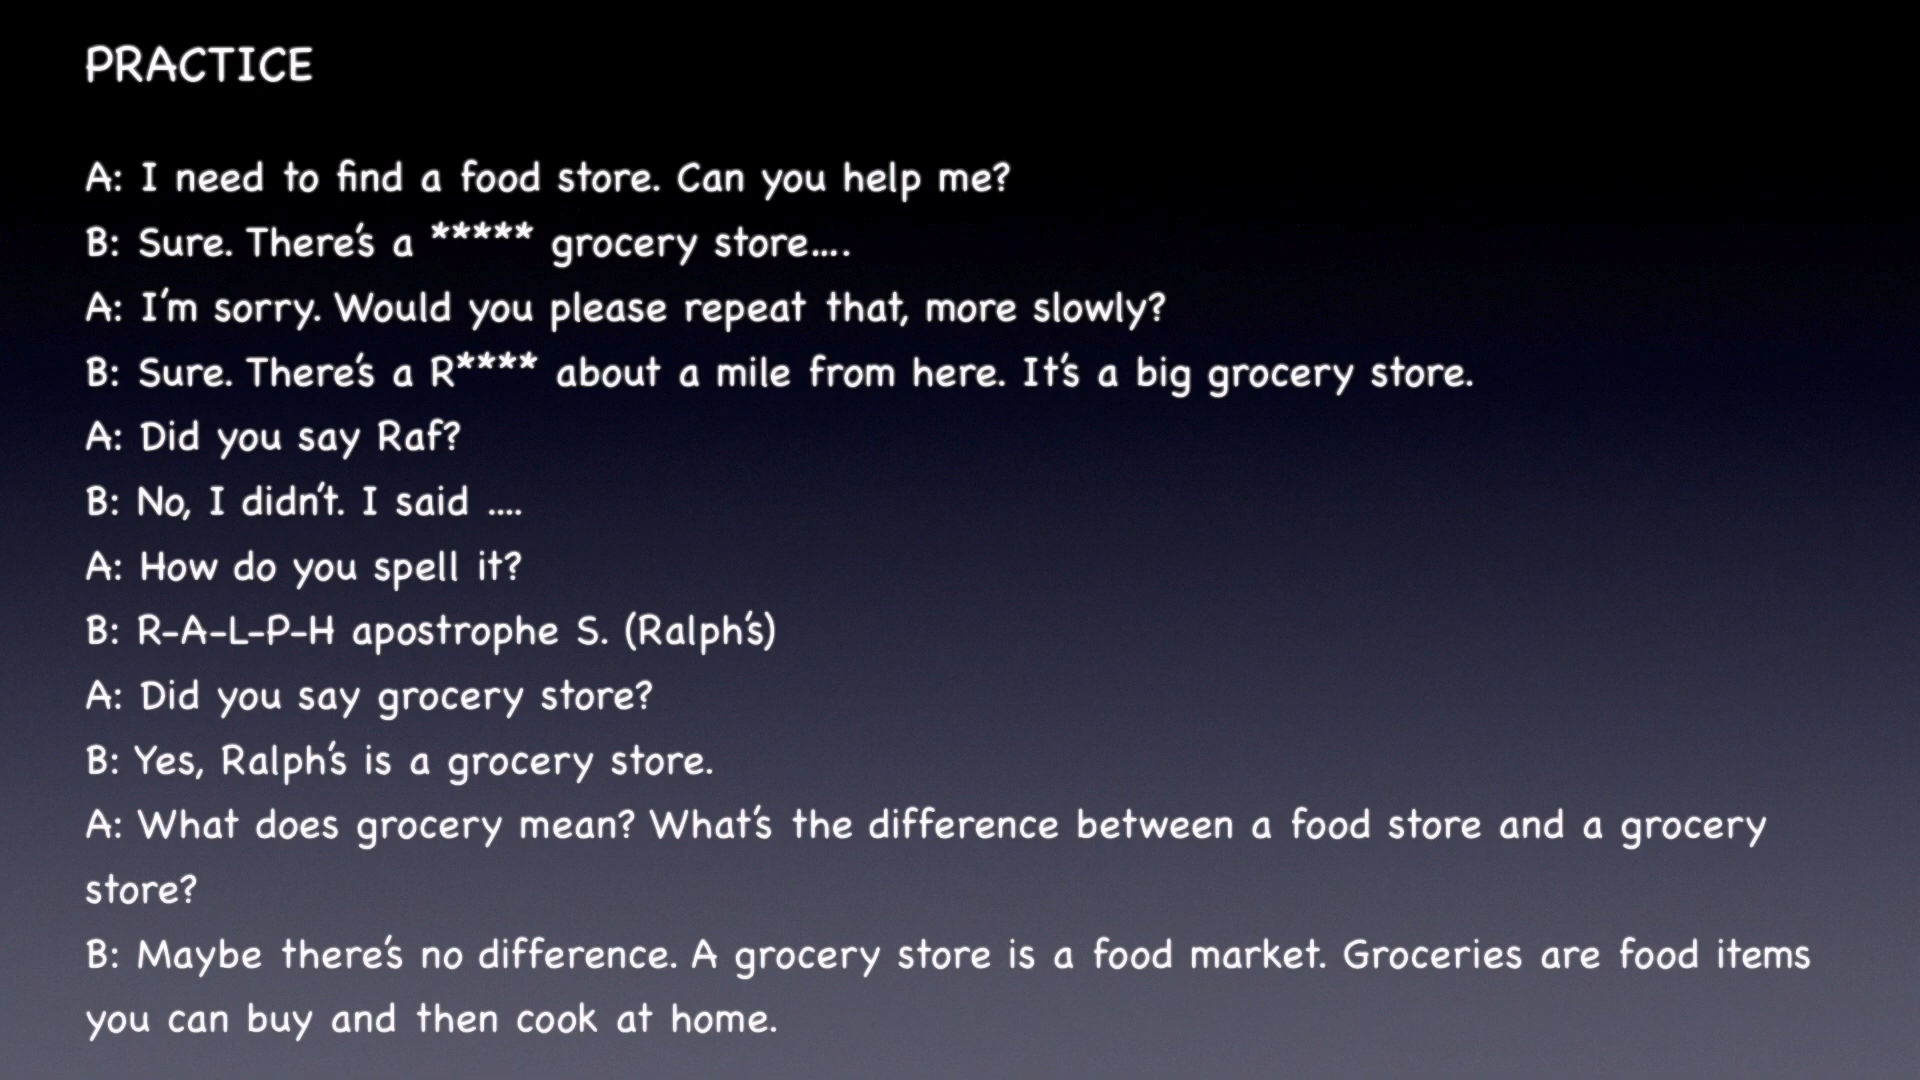 PRACTICE
A: I need to find a food store. Can you help me?
B: Sure. There's a ***** grocery store....
A: I'm sorry. Would you please repeat that, more slowly?
B: Sure. There's a R**** about a mile from here. It's a big grocery store.
A: Did you say Raf?
B: No, I didn't. I said ....
A: How do you spell it?
B: R-A-L-P-H apostrophe S. (Ralph's)
A: Did you say grocery store?
B: Yes, Ralph's is a grocery store.
A: What does grocery mean? What's the difference between a food store and a grocery
store?
B: Maybe there's no difference. A grocery store is a food market. Groceries are food items
you can buy and then cook at home.